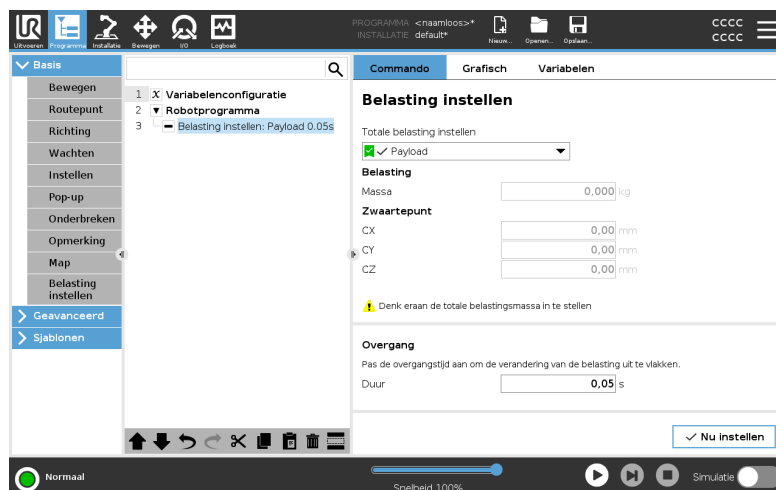 UR
Uitvoeren Programma Installatie Bewegen I/O Logboek
PROGRAMMA <naamloos>*
INSTALLATIE default*
Nieuw... Openen... Opslaan...
CCCC
CCCC
Basis
Bewegen
Routepunt
Richting
Wachten
Instellen
Pop-up
Onderbreken
Opmerking
Map
Belasting
instellen
Geavanceerd
Sjablonen
1 X Variabelenconfiguratie
2 Robotprogramma
3 Belasting instellen: Payload 0.05s
Commando Grafisch Variabelen
Belasting instellen
Totale belasting instellen
Payload
Belasting
Massa 0,000 kg
Zwaartepunt
CX 0,00 mm
CY 0,00 mm
CZ 0,00 mm
Denk eraan de totale belastingsmassa in te stellen
Overgang
Pas de overgangstijd aan om de verandering van de belasting uit te vlakken.
Duur 0,05 s
Nu instellen
Normaal
Snelheid 100%
Simulatie